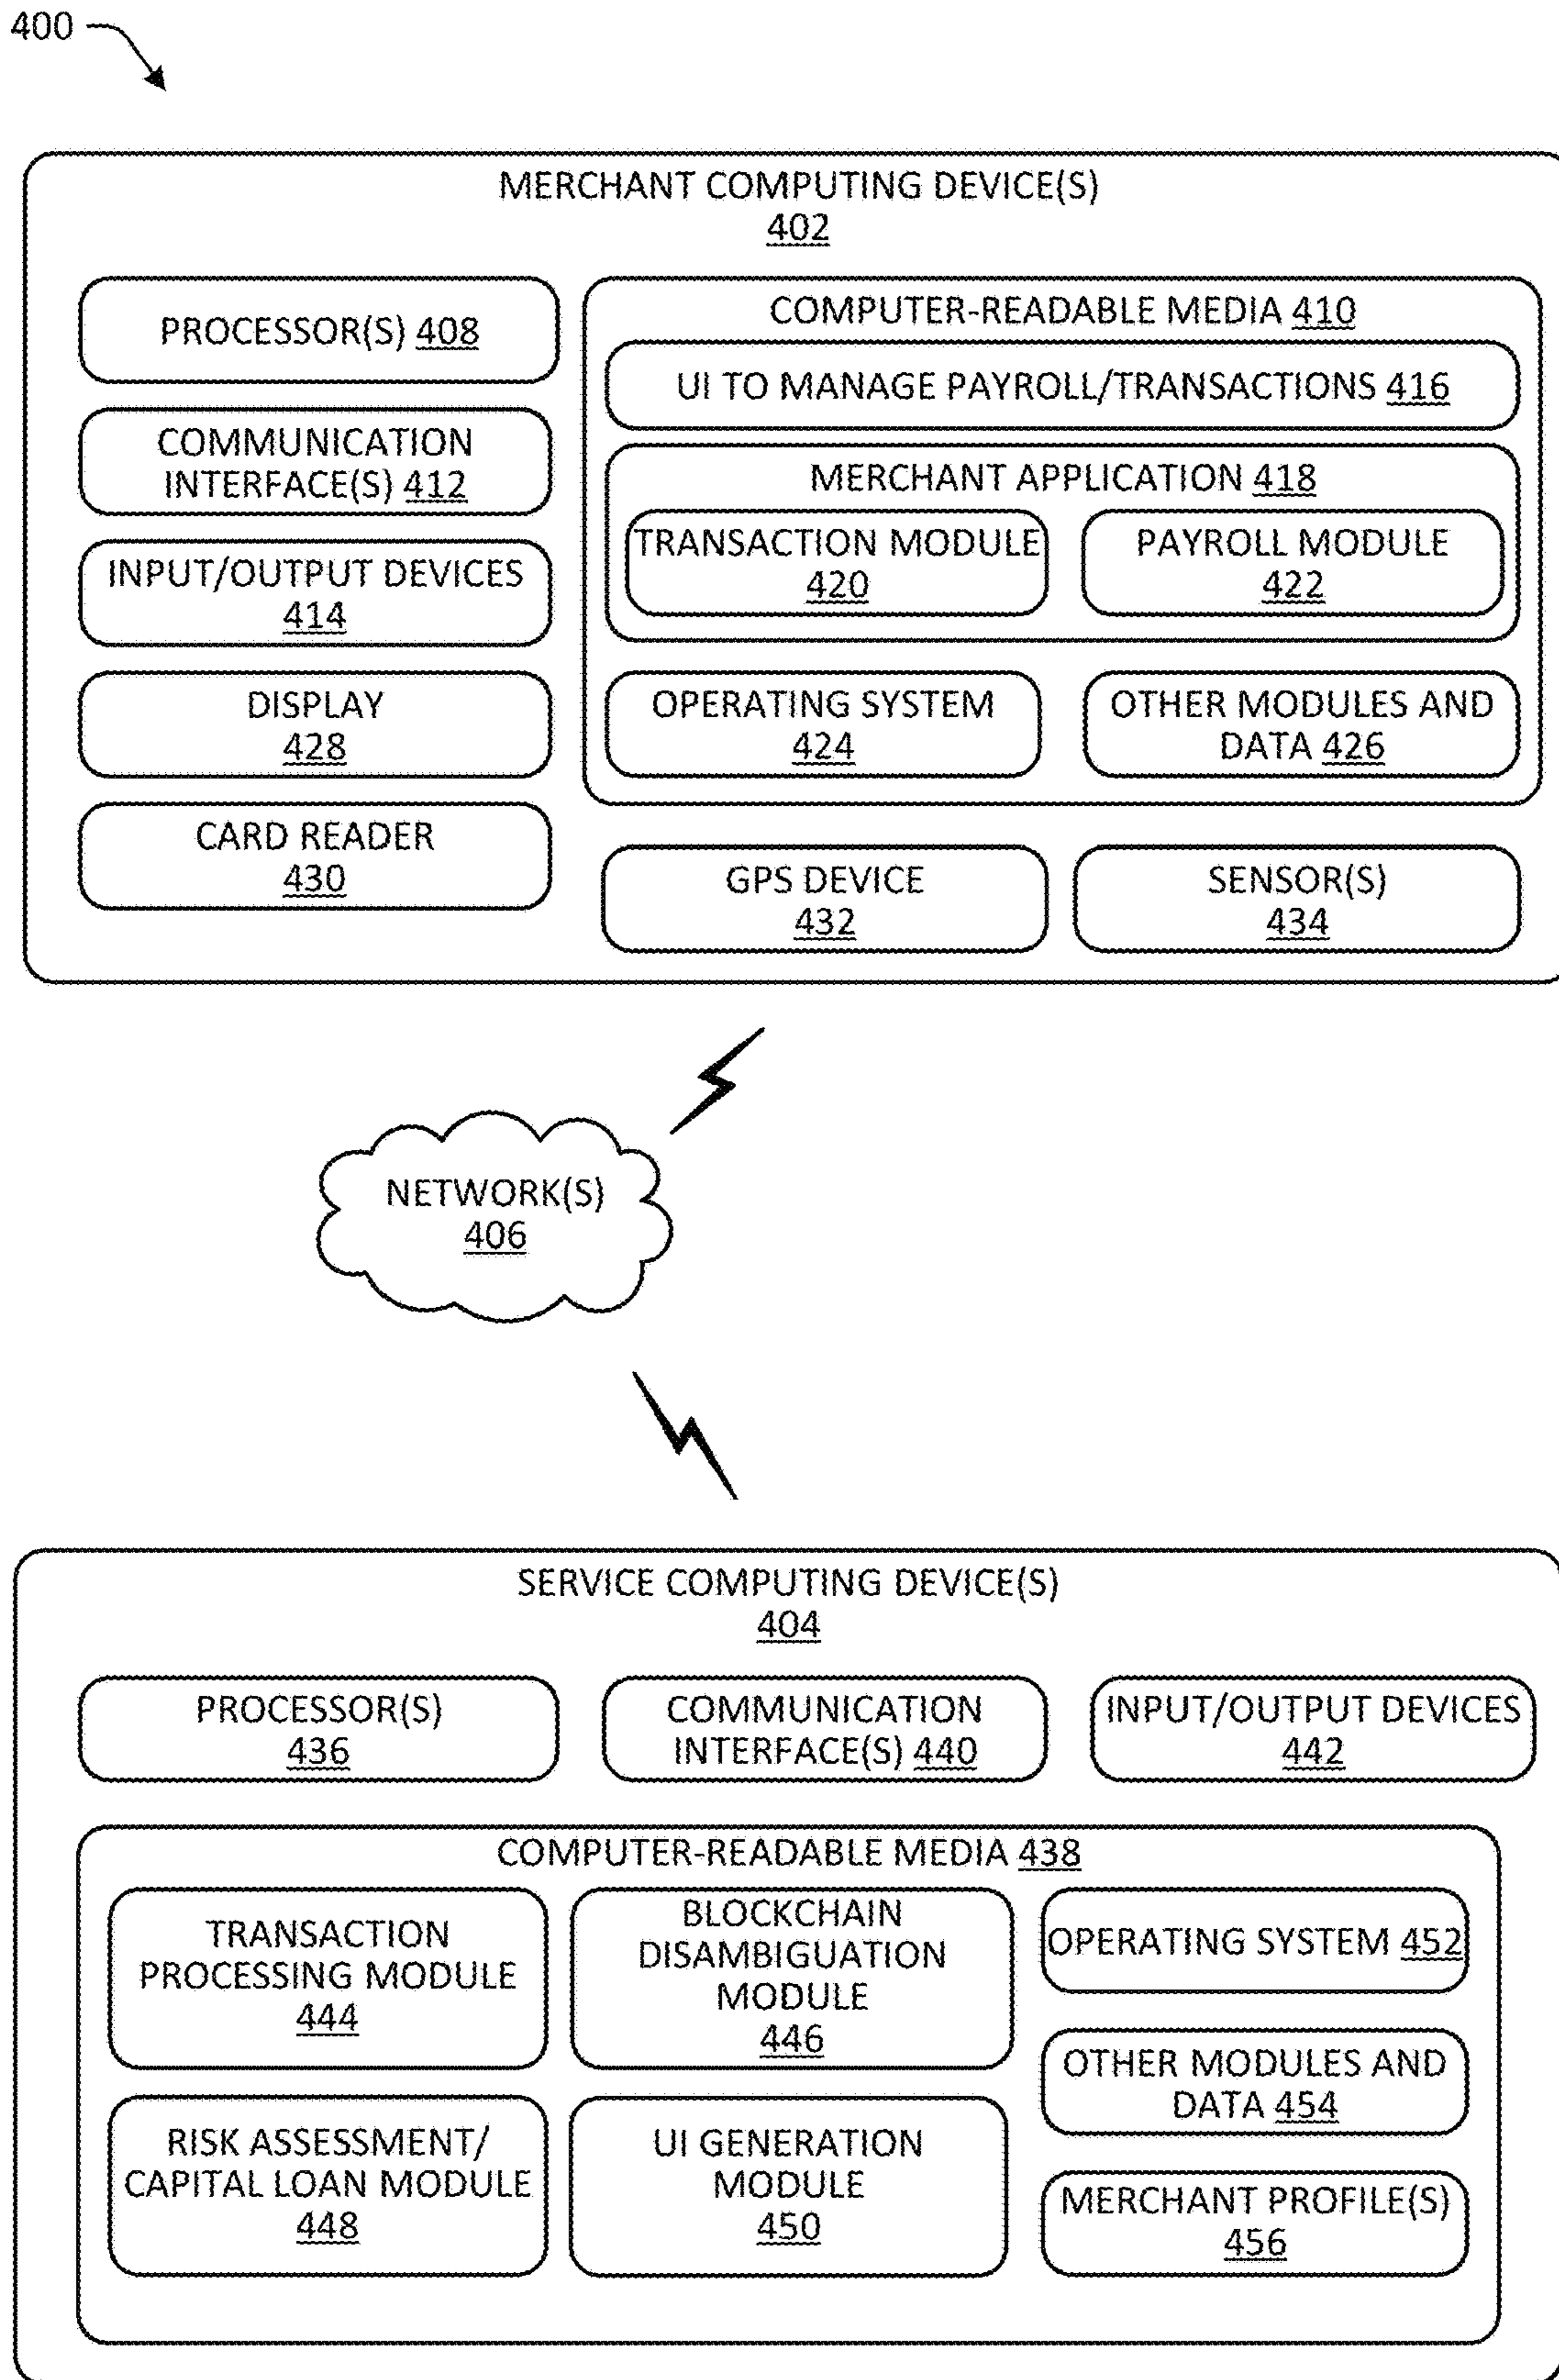 400
MERCHANT COMPUTING DEVICE(S)
402
PROCESSOR(S) 408
COMMUNICATION
INTERFACE(S) 412
INPUT/OUTPUT DEVICES
414
DISPLAY
428
CARD READER
430
COMPUTER-READABLE MEDIA 410
UI TO MANAGE PAYROLL/TRANSACTIONS 416
MERCHANT APPLICATION 418
TRANSACTION MODULE
420
PAYROLL MODULE
422
OPERATING SYSTEM
424
OTHER MODULES AND
DATA 426
GPS DEVICE
432
SENSOR(S)
434
NETWORK(S)
406
SERVICE COMPUTING DEVICE(S)
404
PROCESSOR(S)
436
COMMUNICATION
INTERFACE(S) 440
INPUT/OUTPUT DEVICES
442
COMPUTER-READABLE MEDIA 438
TRANSACTION
PROCESSING MODULE
444
BLOCKCHAIN
DISAMBIGUATION
MODULE
446
RISK ASSESSMENT/
CAPITAL LOAN MODULE
448
UI GENERATION
MODULE
450
OPERATING SYSTEM 452
OTHER MODULES AND
DATA 454
MERCHANT PROFILE(S)
456